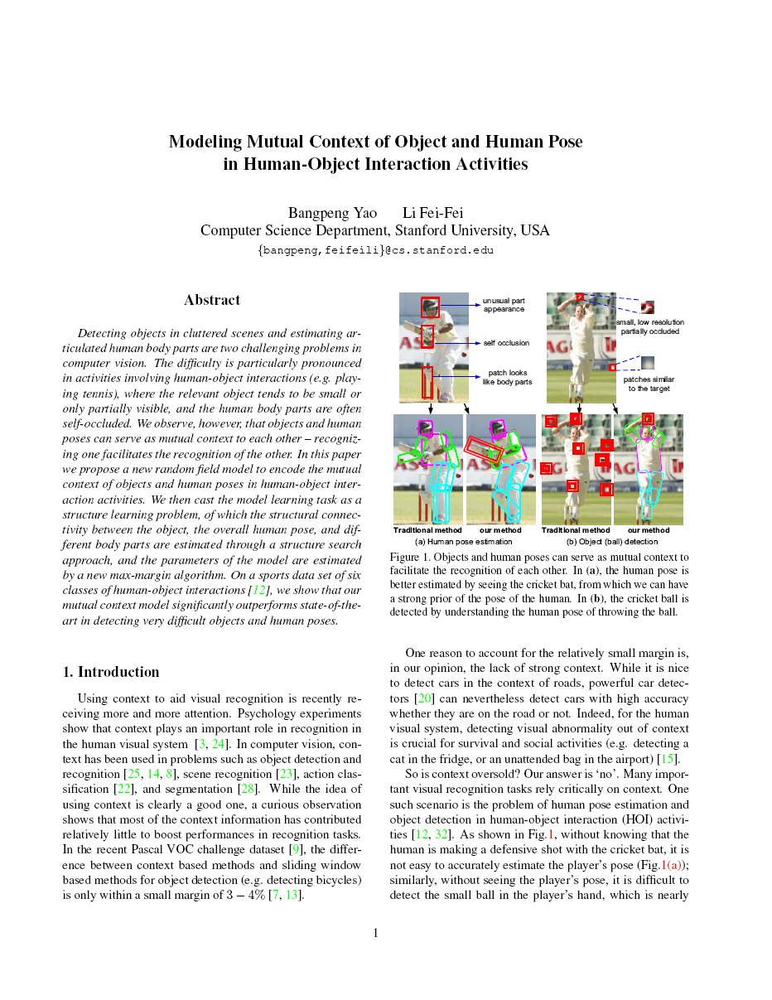 Modeling Mutual Context of Object and Human Pose
in Human-Object Interaction Activities
Bangpeng Yao Li Fei-Fei
Computer Science Department, Stanford University, USA
{bangpeng,feifeili}@cs.stanford.edu
Abstract
Detecting objects in cluttered scenes and estimating ar-
ticulated human body parts are two challenging problems in
computer vision. The difficulty is particularly pronounced
in activities involving human-object interactions (e.g. play-
ing tennis), where the relevant object tends to be small or
only partially visible, and the human body parts are often
self-occluded. We observe, however, that objects and human
poses can serve as mutual context to each other – recogniz-
ing one facilitates the recognition of the other. In this paper
we propose a new random field model to encode the mutual
context of objects and human poses in human-object inter-
action activities. We then cast the model learning task as a
structure learning problem, of which the structural connec-
tivity between the object, the overall human pose, and dif-
ferent body parts are estimated through a structure search
approach, and the parameters of the model are estimated
by a new max-margin algorithm. On a sports data set of six
classes of human-object interactions [12], we show that our
mutual context model significantly outperforms state-of-the-
art in detecting very difficult objects and human poses.
1. Introduction
Using context to aid visual recognition is recently re-
ceiving more and more attention. Psychology experiments
show that context plays an important role in recognition in
the human visual system [3, 24]. In computer vision, con-
text has been used in problems such as object detection and
recognition [25, 14, 8], scene recognition [23], action clas-
sification [22], and segmentation [28]. While the idea of
using context is clearly a good one, a curious observation
shows that most of the context information has contributed
relatively little to boost performances in recognition tasks.
In the recent Pascal VOC challenge dataset [9], the differ-
ence between context based methods and sliding window
based methods for object detection (e.g. detecting bicycles)
is only within a small margin of 3 − 4% [7, 13].
unusual part
appearance
self occlusion
patch looks
like body parts
small, low resolution
partially occluded
patches similar
to the target
Traditional method our method Traditional method our method
(a) Human pose estimation (b) Object (ball) detection
Figure 1. Objects and human poses can serve as mutual context to
facilitate the recognition of each other. In (a), the human pose is
better estimated by seeing the cricket bat, from which we can have
a strong prior of the pose of the human. In (b), the cricket ball is
detected by understanding the human pose of throwing the ball.
One reason to account for the relatively small margin is,
in our opinion, the lack of strong context. While it is nice
to detect cars in the context of roads, powerful car detec-
tors [20] can nevertheless detect cars with high accuracy
whether they are on the road or not. Indeed, for the human
visual system, detecting visual abnormality out of context
is crucial for survival and social activities (e.g. detecting a
cat in the fridge, or an unattended bag in the airport) [15].
So is context oversold? Our answer is ‘no’. Many impor-
tant visual recognition tasks rely critically on context. One
such scenario is the problem of human pose estimation and
object detection in human-object interaction (HOI) activi-
ties [12, 32]. As shown in Fig.1, without knowing that the
human is making a defensive shot with the cricket bat, it is
not easy to accurately estimate the player’s pose (Fig.1(a));
similarly, without seeing the player’s pose, it is difficult to
detect the small ball in the player’s hand, which is nearly
1